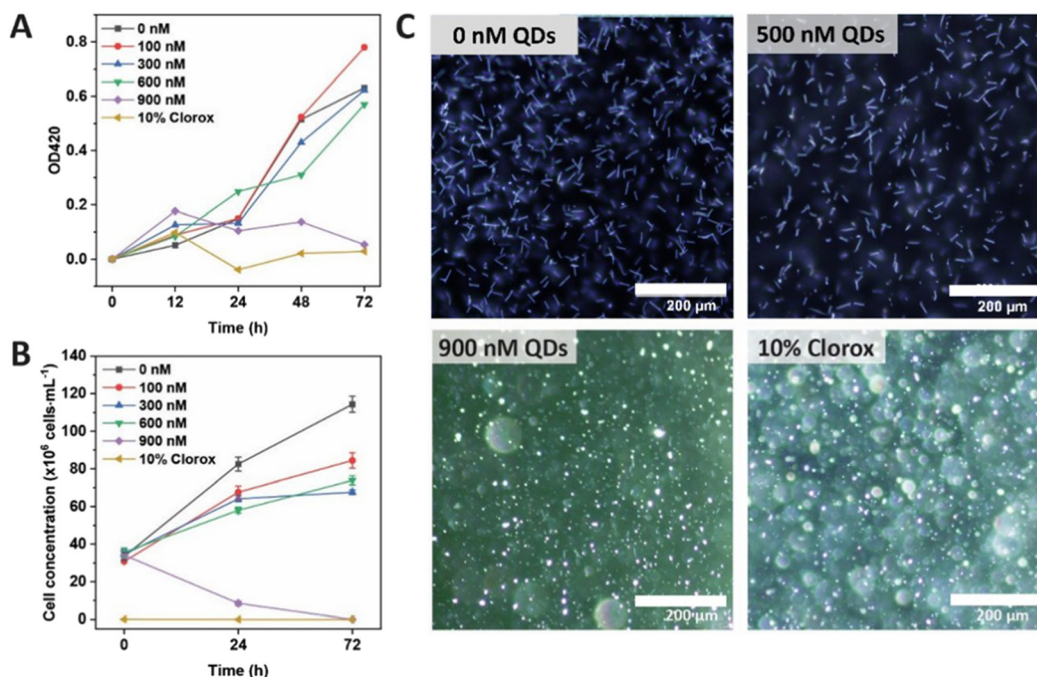 A
0 nM
100 nM
300 nM
600 nM
900 nM
10% Clorox
OD420
0.8
0.6
0.4
0.2
0.0
0 12 24 48 72
Time (h)
B
0 nM
100 nM
300 nM
600 nM
900 nM
10% Clorox
Cell concentration (x10⁶ cells·mL⁻¹)
140
120
100
80
60
40
20
0
0 24 72
Time (h)
C
0 nM QDs
200 µm
500 nM QDs
200 µm
900 nM QDs
200 µm
10% Clorox
200 µm